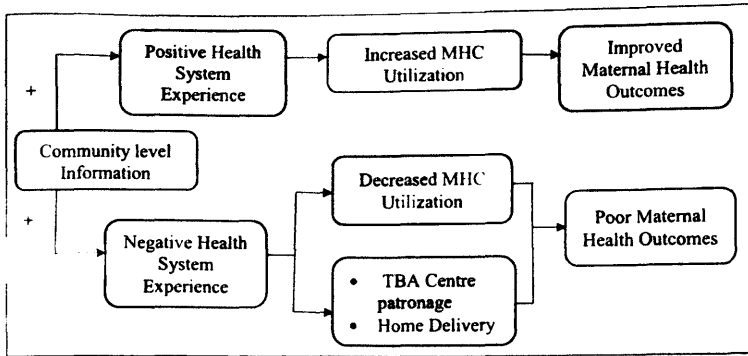 Positive Health
System
Experience
Increased MHC
Utilization
Improved
Maternal Health
Outcomes
+
Community level
Information
+
Negative Health
System
Experience
Decreased MHC
Utilization
• TBA Centre
patronage
• Home Delivery
Poor Maternal
Health Outcomes